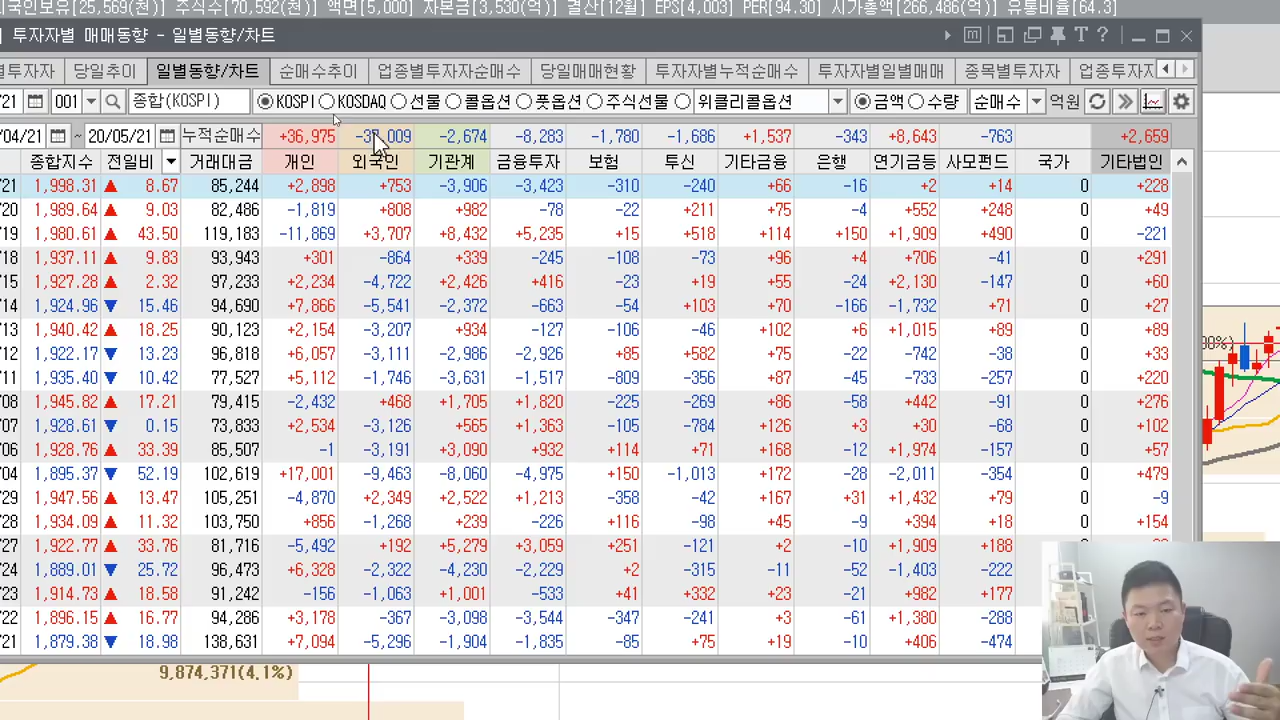 국인보유[25,569(천)] 주식수[70,592(천)] 액면[5,000] 자본금[3,530(억)] 결산[12월] EPS[4,003] PER[94.30] 시가총액[266,486(억)] 유통비율[64.3]
투자자별 매매동향 - 일별동향/차트
별투자자 당일추이 일별동향/차트 순매수추이 업종별투자자순매수 당일매매현황 투자자별누적순매수 투자자별일별매매 종목별투자자 업종투자
/21 001 종합(KOSPI) KOSPI KOSDAQ 선물 콜옵션 풋옵션 주식선물 위클리콜옵션 금액 수량 순매수 억원
/04/21 ~ 20/05/21 누적순매수 +36,975 -2,674 -8,283 -1,780 -1,686 +1,537 -343 +8,643 -763 +2,659
종합지수 전일비 ▼ 거래대금 개인 외국인 기관계 금융투자 보험 투신 기타금융 은행 연기금등 사모펀드 국가 기타법인
/21 1,998.31 ▲ 8.67 85,244 +2,898 +753 -3,906 -3,423 -310 -240 +66 -16 +2 +14 0 +228
/20 1,989.64 ▲ 9.03 82,486 -1,819 +808 +982 -78 -22 +211 +75 -4 +552 +248 0 +49
/19 1,980.61 ▲ 43.50 119,183 -11,869 +3,707 +8,432 +5,235 +15 +518 +114 +150 +1,909 +490 0 -221
/18 1,937.11 ▲ 9.83 93,943 +301 -864 +339 -245 -108 -73 +96 +4 +706 -41 0 +291
/15 1,927.28 ▲ 2.32 97,233 +2,234 -4,722 +2,426 +416 -23 +19 +55 -24 +2,130 -147 0 +60
/14 1,924.96 ▼ 15.46 94,690 +7,866 -5,541 -2,372 -663 -54 +103 +70 -166 -1,732 +71 0 +27
/13 1,940.42 ▲ 18.25 90,123 +2,154 -3,207 +934 -127 -106 -46 +102 +6 +1,015 +89 0 +89
/12 1,922.17 ▼ 13.23 96,818 +6,057 -3,111 -2,986 -2,926 +85 +582 +75 -22 -742 -38 0 +33
/11 1,935.40 ▼ 10.42 77,527 +5,112 -1,746 -3,631 -1,517 -809 -356 +87 -45 -733 -257 0 +220
/08 1,945.82 ▲ 17.21 79,415 -2,432 +468 +1,705 +1,820 -225 -269 +86 -58 +442 -91 0 +276
/07 1,928.61 ▼ 0.15 73,833 +2,534 -3,126 +565 +1,363 -105 -784 +126 +3 +30 -68 0 +102
/06 1,928.76 ▲ 33.39 85,507 -1 -3,191 +3,090 +932 +114 +71 +168 -12 +1,974 -157 0 +57
/04 1,895.37 ▼ 52.19 102,619 +17,001 -9,463 -8,060 -4,975 +150 -1,013 +172 -28 -2,011 -354 0 +479
/29 1,947.56 ▲ 13.47 105,251 -4,870 +2,349 +2,522 +1,213 -358 -42 +167 +31 +1,432 +79 0 -9
/28 1,934.09 ▲ 11.32 103,750 +856 -1,268 +239 -226 +116 -98 +45 -9 +394 +18 0 +154
/27 1,922.77 ▲ 33.76 81,716 -5,492 +192 +5,279 +3,059 +251 -121 +2 -10 +1,909 +188 0
/24 1,889.01 ▼ 25.72 96,473 +6,328 -2,322 -4,230 -2,229 +2 -315 -11 -52 -1,403 -222
/23 1,914.73 ▲ 18.58 91,242 -156 -1,063 +1,001 -533 +41 +332 +23 -21 +982 +177
/22 1,896.15 ▲ 16.77 94,286 +3,178 -367 -3,098 -3,544 -347 -241 +3 -61 +1,380 -288
/21 1,879.38 ▼ 18.98 138,631 +7,094 -5,296 -1,904 -1,835 -85 +75 +19 -10 +406 -474
9,874,371(4.1%)